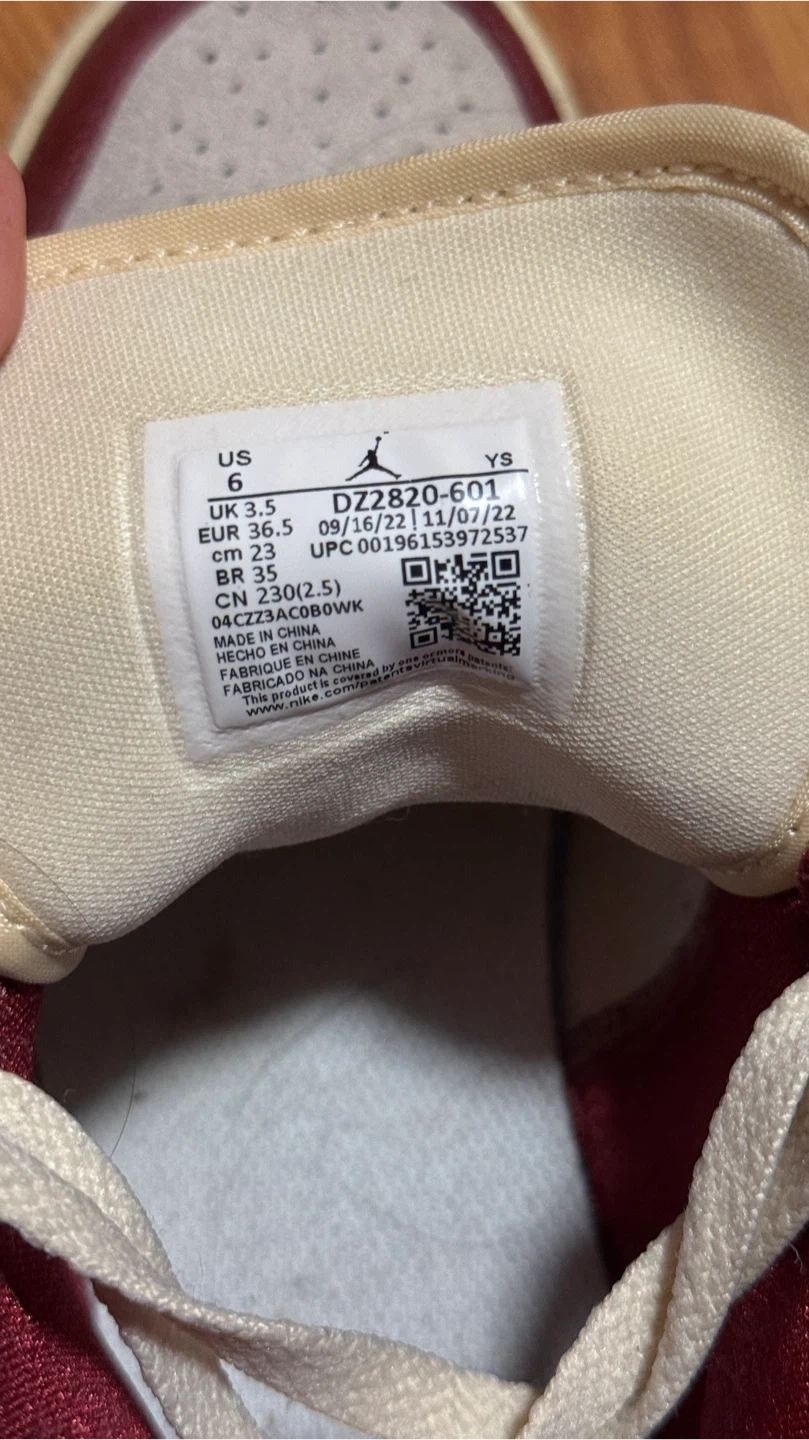 US
6
YS
UK 3.5
EUR 36.5
cm 23
BR 35
CN 230(2.5)
DZ2820-601
09/16/22 | 11/07/22
UPC 00196153972537
04CZZ3AC0B0WK
MADE IN CHINA
HECHO EN CHINA
FABRIQUE EN CHINE
FABRICADO NA CHINA
This product is covered by one or more patents:
www.nike.com/patentsvirtualmarking